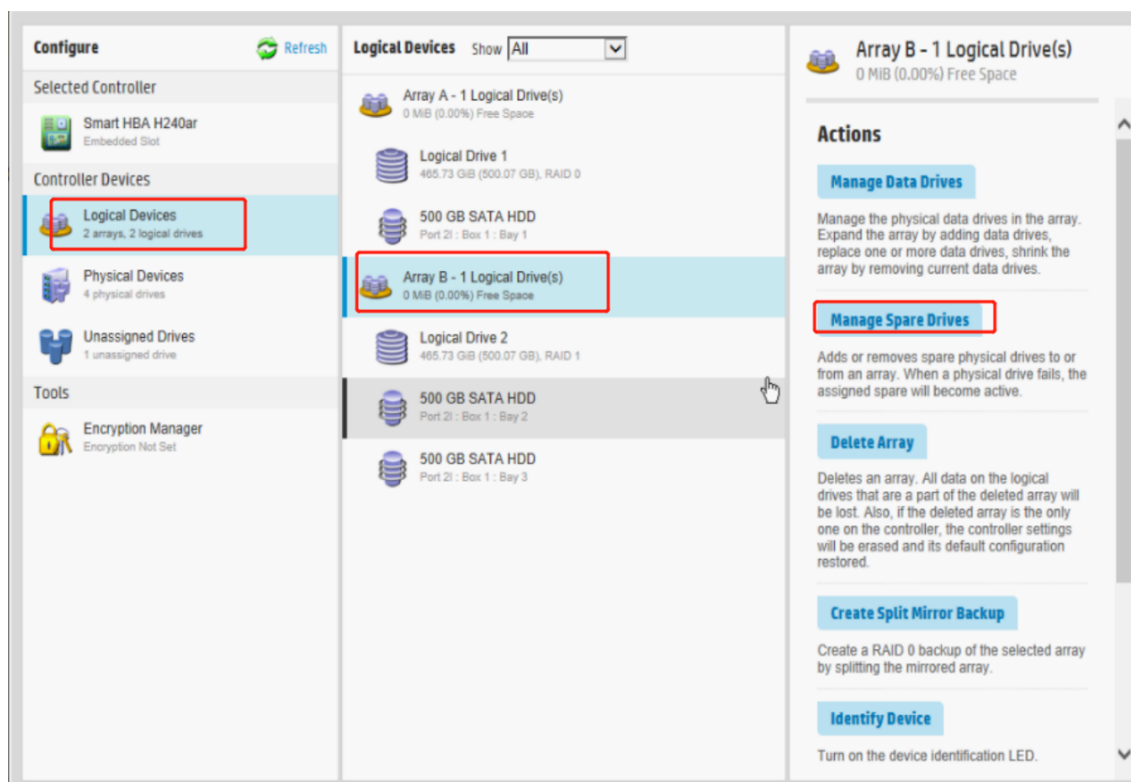 Configure
Refresh
Selected Controller
Smart HBA H240ar
Embedded Slot
Controller Devices
Logical Devices
2 arrays, 2 logical drives
Physical Devices
4 physical drives
Unassigned Drives
1 unassigned drive
Tools
Encryption Manager
Encryption Not Set
Logical Devices Show All
Array A - 1 Logical Drive(s)
0 MiB (0.00%) Free Space
Logical Drive 1
465.73 GiB (500.07 GB), RAID 0
500 GB SATA HDD
Port 2I : Box 1 : Bay 1
Array B - 1 Logical Drive(s)
0 MiB (0.00%) Free Space
Logical Drive 2
465.73 GiB (500.07 GB), RAID 1
500 GB SATA HDD
Port 2I : Box 1 : Bay 2
500 GB SATA HDD
Port 2I : Box 1 : Bay 3
Array B - 1 Logical Drive(s)
0 MiB (0.00%) Free Space
Actions
Manage Data Drives
Manage the physical data drives in the array.
Expand the array by adding data drives,
replace one or more data drives, shrink the
array by removing current data drives.
Manage Spare Drives
Adds or removes spare physical drives to or
from an array. When a physical drive fails, the
assigned spare will become active.
Delete Array
Deletes an array. All data on the logical
drives that are a part of the deleted array will
be lost. Also, if the deleted array is the only
one on the controller, the controller settings
will be erased and its default configuration
restored.
Create Split Mirror Backup
Create a RAID 0 backup of the selected array
by splitting the mirrored array.
Identify Device
Turn on the device identification LED.